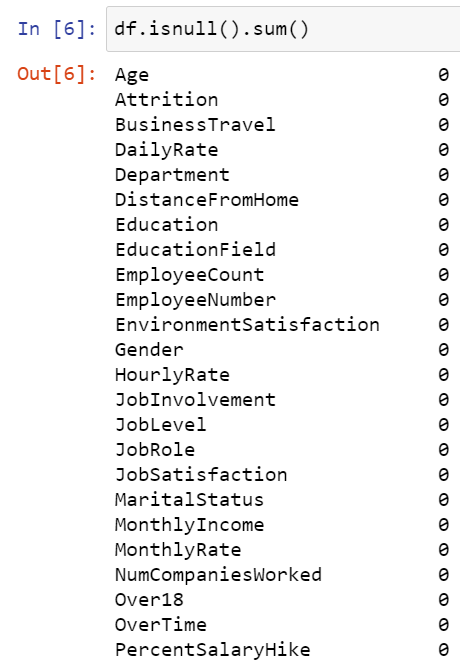 In [6]: df.isnull().sum()
Out[6]: Age 0
Attrition 0
BusinessTravel 0
DailyRate 0
Department 0
DistanceFromHome 0
Education 0
EducationField 0
EmployeeCount 0
EmployeeNumber 0
EnvironmentSatisfaction 0
Gender 0
HourlyRate 0
JobInvolvement 0
JobLevel 0
JobRole 0
JobSatisfaction 0
MaritalStatus 0
MonthlyIncome 0
MonthlyRate 0
NumCompaniesWorked 0
Over18 0
OverTime 0
PercentSalaryHike 0